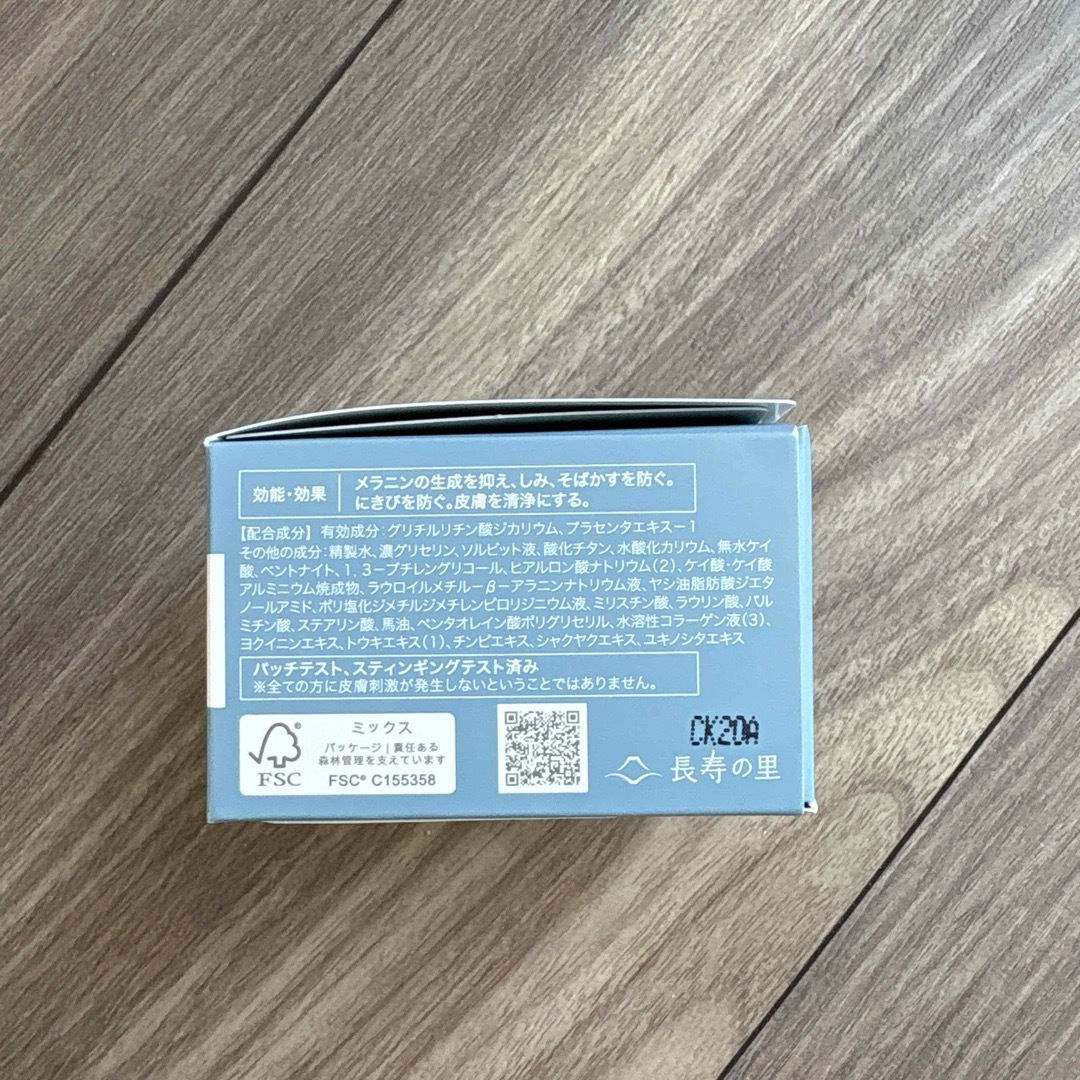 効能・効果
メラニンの生成を抑え、しみ、そばかすを防ぐ。
にきびを防ぐ。皮膚を清浄にする。
【配合成分】有効成分：グリチルリチン酸ジカリウム、プラセンタエキスー1
その他の成分：精製水、濃グリセリン、ソルビット液、酸化チタン、水酸化カリウム、無水ケイ
酸、ベントナイト、1，3ーブチレングリコール、ヒアルロン酸ナトリウム（2）、ケイ酸・ケイ酸
アルミニウム焼成物、ラウロイルメチルーβーアラニンナトリウム液、ヤシ油脂肪酸ジエタ
ノールアミド、ポリ塩化ジメチルジメチレンピロリジニウム液、ミリスチン酸、ラウリン酸、パル
ミチン酸、ステアリン酸、馬油、ペンタオレイン酸ポリグリセリル、水溶性コラーゲン液（3）、
ヨクイニンエキス、トウキエキス（1）、チンピエキス、シャクヤクエキス、ユキノシタエキス
パッチテスト、スティンギングテスト済み
※全ての方に皮膚刺激が発生しないということではありません。
FSC
ミックス
パッケージ｜責任ある
森林管理を支えています
FSC® C155358
CK20A
長寿の里